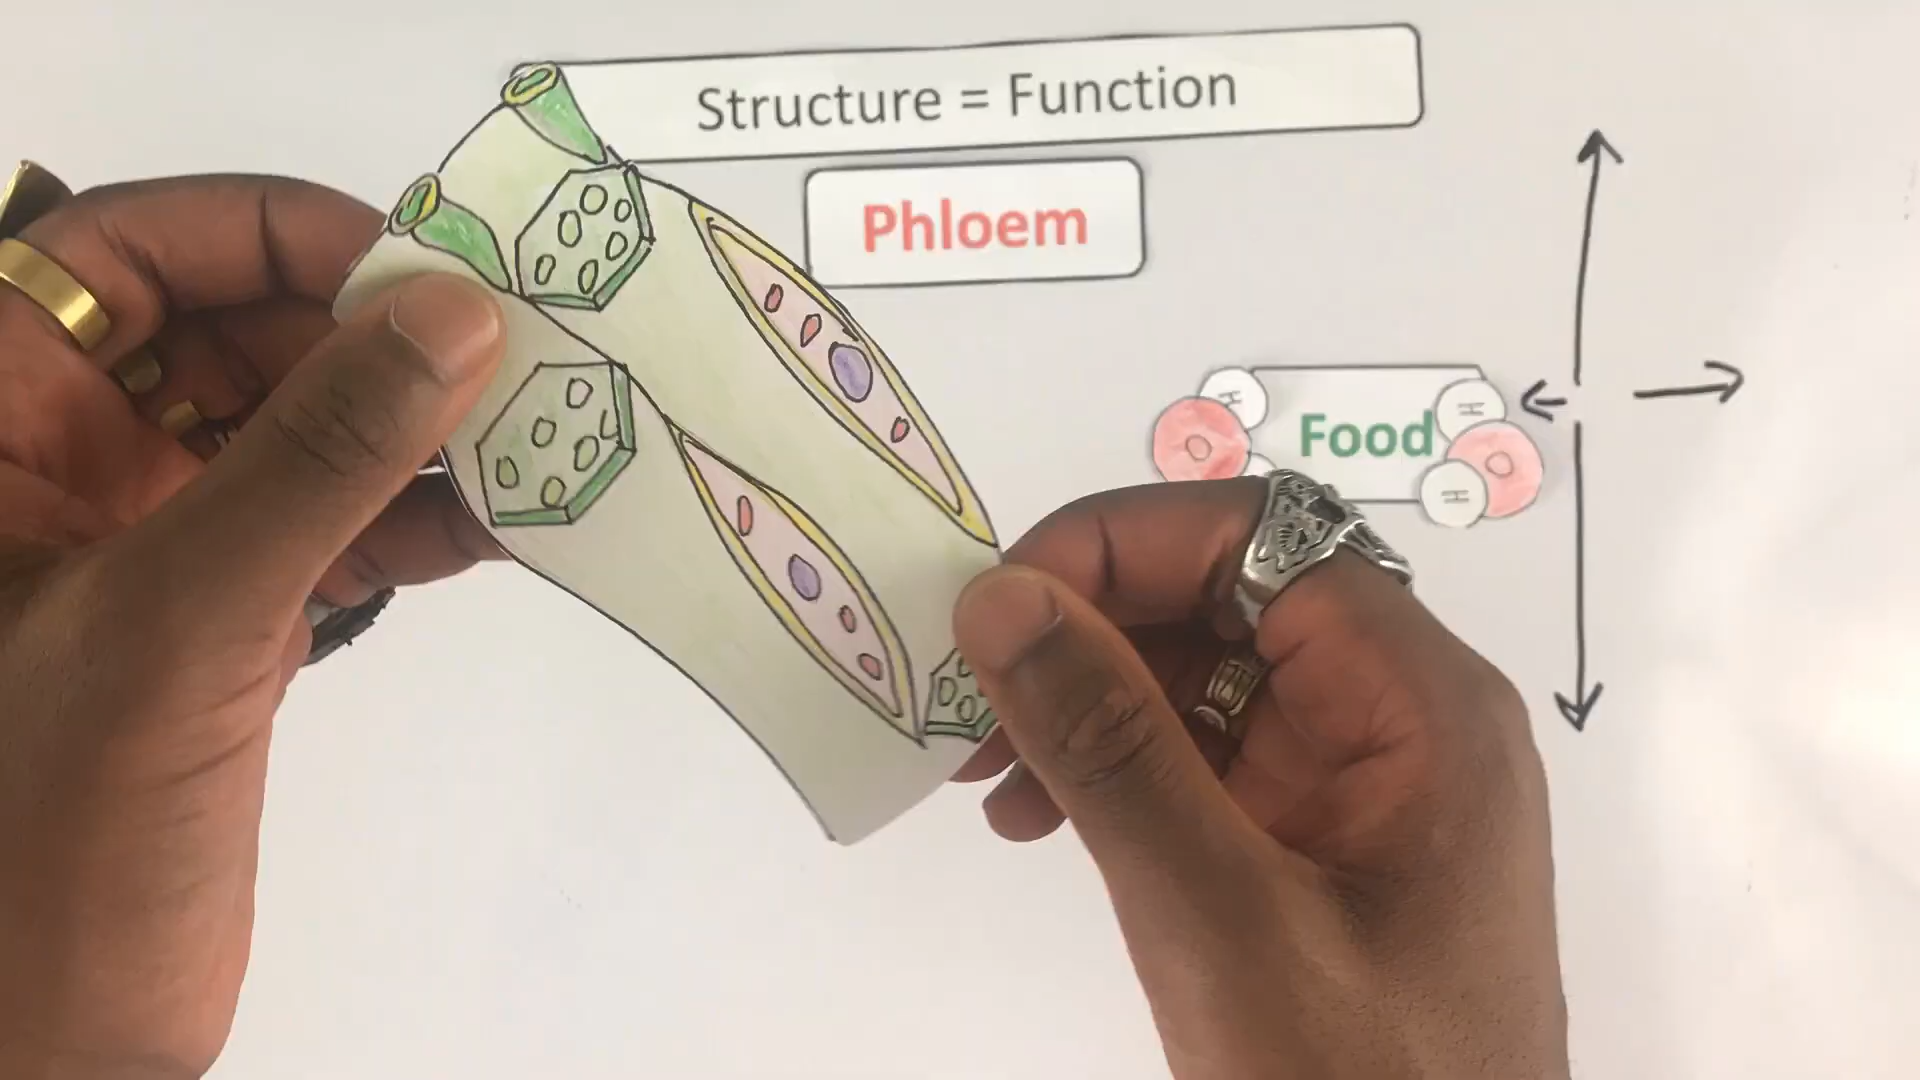 Structure = Function
Phloem
H
Food
H
O
O
H